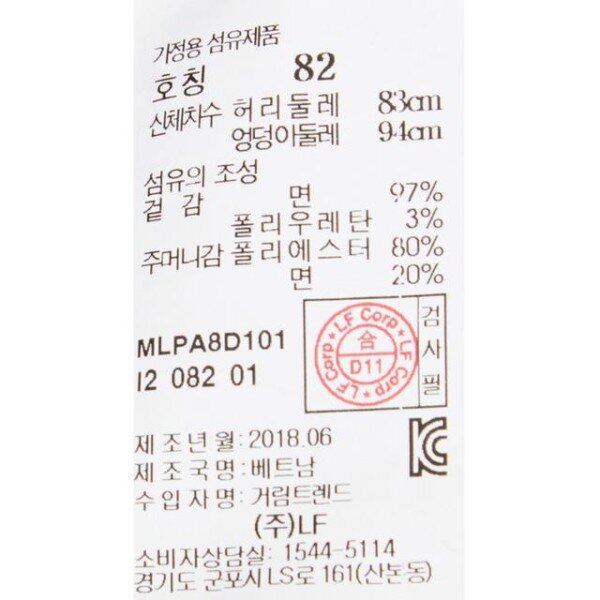 가정용 섬유제품
호칭 82
신체치수 허리둘레 83cm
엉덩이둘레 94cm
섬유의 조성
겉감 면 97%
폴리우레탄 3%
주머니감 폴리에스터 80%
면 20%
MLPA8D101
I2 082 01
LF Corp ★ LF Corp ★ LF Corp ★
合
D11
검사필
제조년월:2018.06
제조국명:베트남
수입자명:거림트렌드
(주)LF
소비자상담실: 1544-5114
경기도 군포시 LS로 161(산본동)